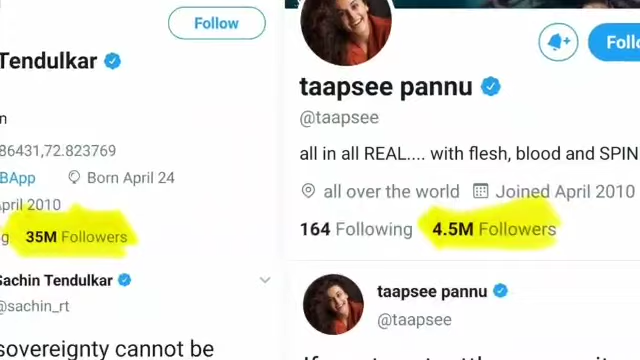 Follow
Tendulkar
n
86431,72.823769
BApp
Born April 24
pril 2010
g 35M Followers
Sachin Tendulkar
@sachin_rt
sovereignty cannot be
Follo
taapsee pannu
@taapsee
all in all REAL.... with flesh, blood and SPIN
all over the world Joined April 2010
164 Following 4.5M Followers
taapsee pannu
@taapsee